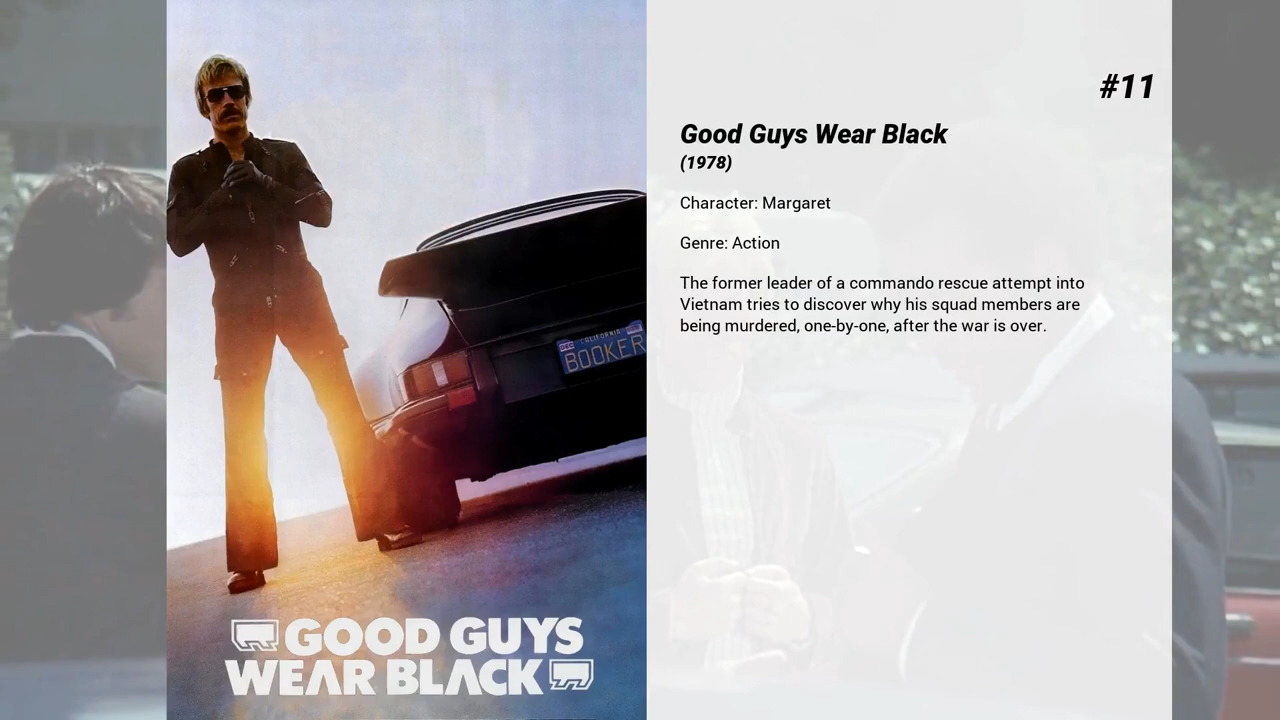 #11
Good Guys Wear Black
(1978)
Character: Margaret
Genre: Action
The former leader of a commando rescue attempt into
Vietnam tries to discover why his squad members are
being murdered, one-by-one, after the war is over.
DEC CALIFORNIA
BOOKER
GOOD GUYS
WEAR BLACK